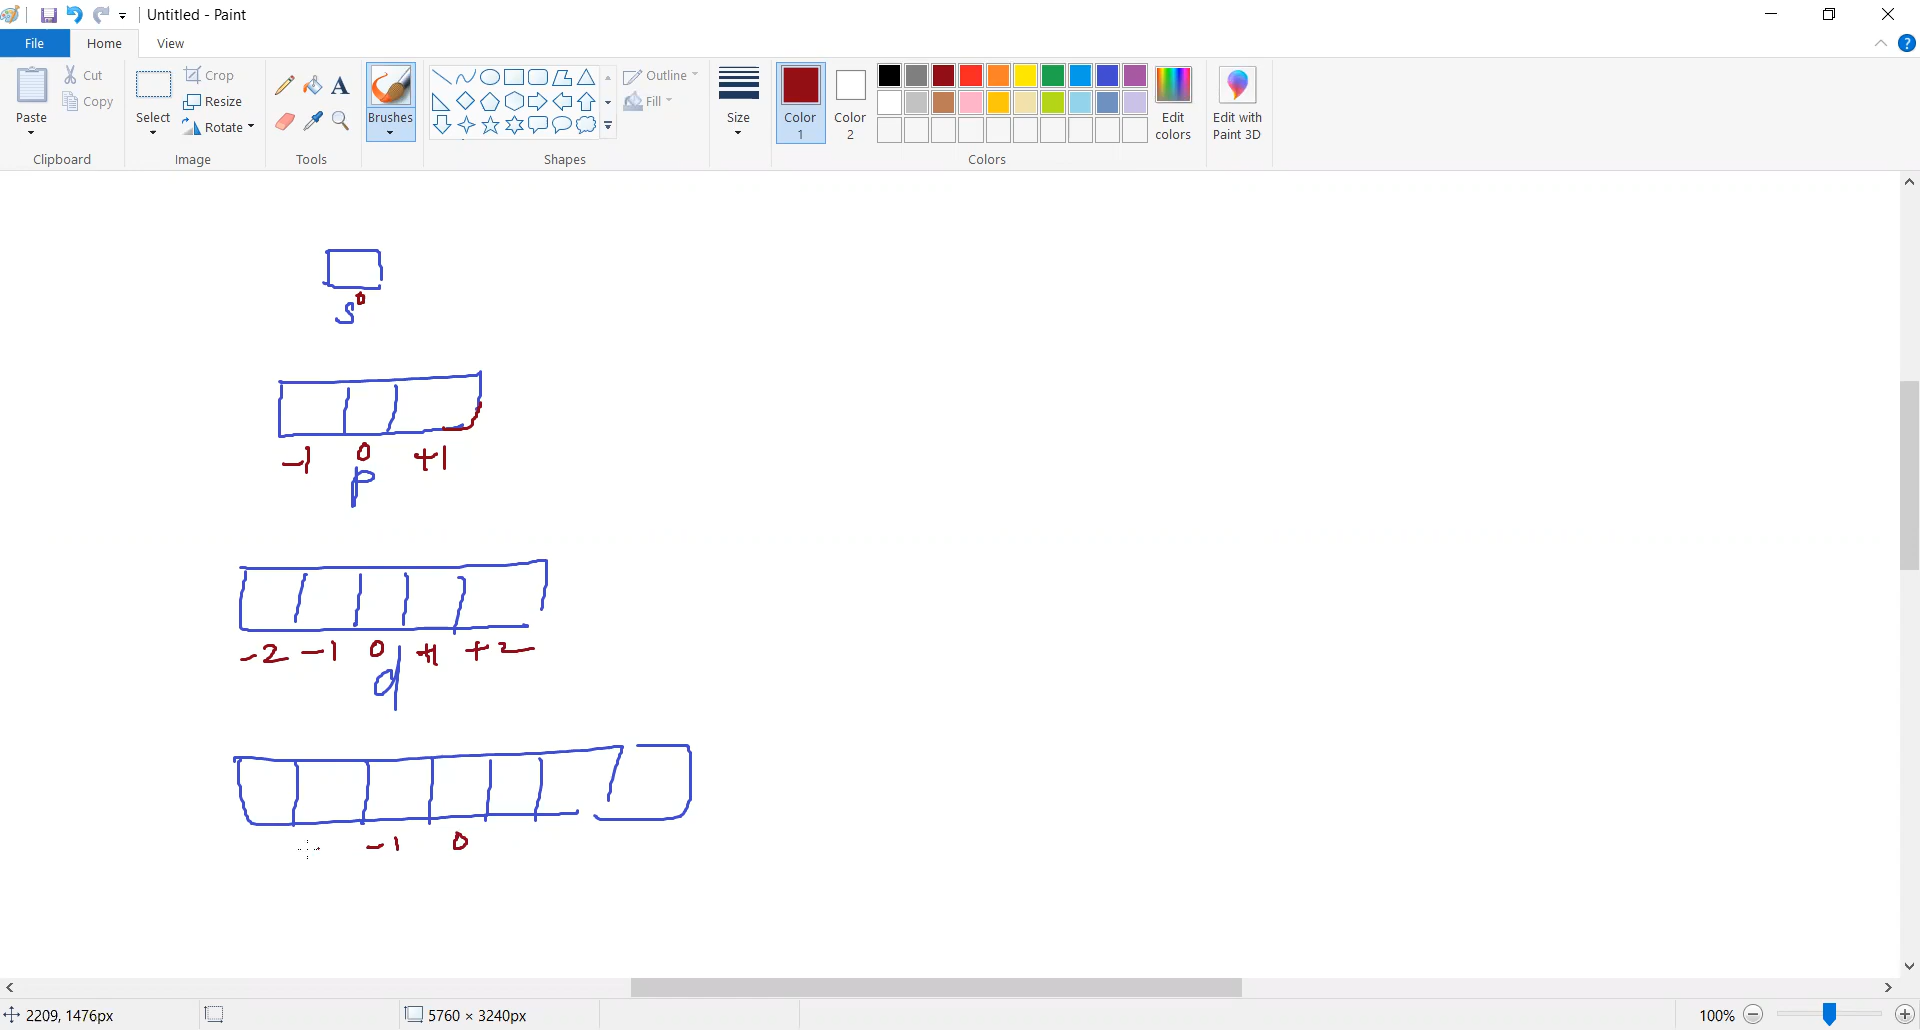 Untitled - Paint
File Home View
Paste Cut Copy Clipboard
Select Crop Resize Rotate Image
Tools
Brushes
Outline Fill Shapes
Size
Color 1 Color 2 Edit colors Colors
Edit with Paint 3D
s 0
-1 0 +1
p
-2 -1 0 +1 +2
d
-1 0
2209, 1476px 5760 × 3240px 100%